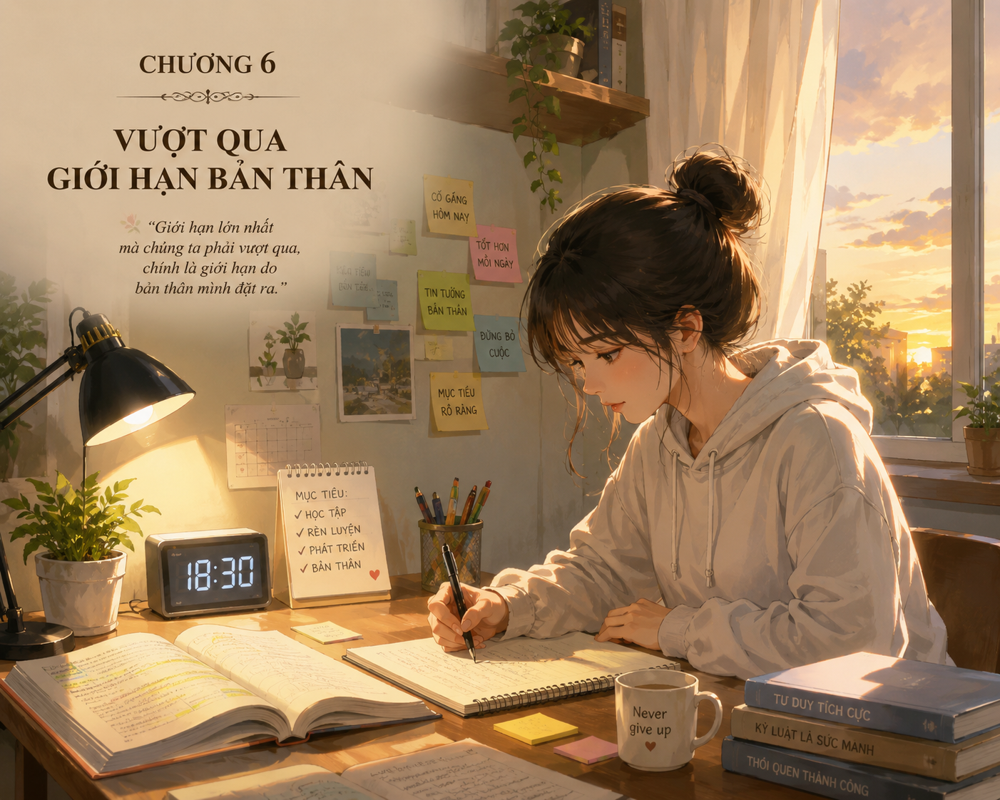 CHƯƠNG 6
VƯỢT QUA
GIỚI HẠN BẢN THÂN
“Giới hạn lớn nhất
mà chúng ta phải vượt qua,
chính là giới hạn do
bản thân mình đặt ra.”
CỐ GẮNG
HÔM NAY
TỐT HƠN
MỖI NGÀY
TIN TƯỞNG
BẢN THÂN
ĐỪNG BỎ
CUỘC
MỤC TIÊU
RÕ RÀNG
MỤC TIÊU:
✓ HỌC TẬP
✓ RÈN LUYỆN
✓ PHÁT TRIỂN
✓ BẢN THÂN
18:30
Never
give up
TƯ DUY TÍCH CỰC
KỶ LUẬT LÀ SỨC MẠNH
THÓI QUEN THÀNH CÔNG